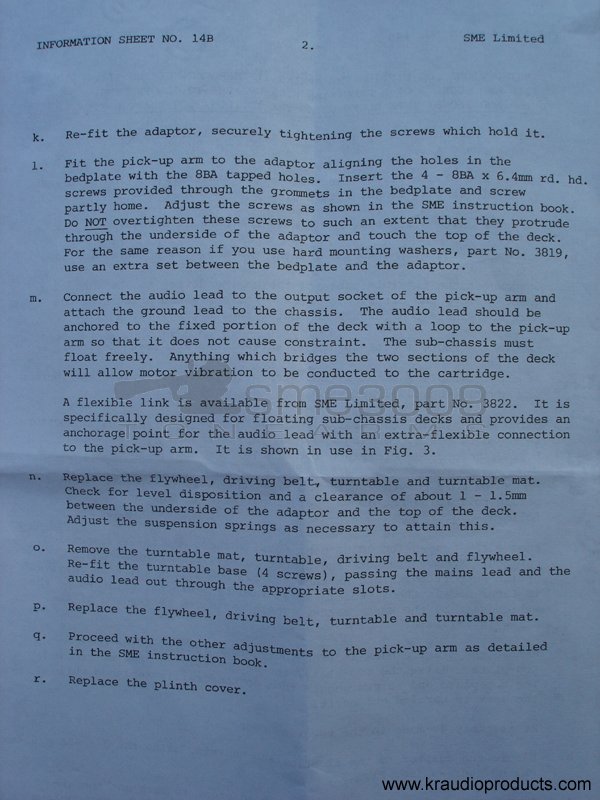 INFORMATION SHEET NO. 14B
2.
SME Limited
k. Re-fit the adaptor, securely tightening the screws which hold it.
l. Fit the pick-up arm to the adaptor aligning the holes in the
bedplate with the 8BA tapped holes. Insert the 4 - 8BA x 6.4mm rd. hd.
screws provided through the grommets in the bedplate and screw
partly home. Adjust the screws as shown in the SME instruction book.
Do NOT overtighten these screws to such an extent that they protrude
through the underside of the adaptor and touch the top of the deck.
For the same reason if you use hard mounting washers, part No. 3819,
use an extra set between the bedplate and the adaptor.
m. Connect the audio lead to the output socket of the pick-up arm and
attach the ground lead to the chassis. The audio lead should be
anchored to the fixed portion of the deck with a loop to the pick-up
arm so that it does not cause constraint. The sub-chassis must
float freely. Anything which bridges the two sections of the deck
will allow motor vibration to be conducted to the cartridge.
sme3009
A flexible link is available from SME Limited, part No. 3822. It is
specifically designed for floating sub-chassis decks and provides an
anchorage point for the audio lead with an extra-flexible connection
to the pick-up arm. It is shown in use in Fig. 3.
n. Replace the flywheel, driving belt, turntable and turntable mat.
Check for level disposition and a clearance of about 1 - 1.5mm
between the underside of the adaptor and the top of the deck.
Adjust the suspension springs as necessary to attain this.
o. Remove the turntable mat, turntable, driving belt and flywheel.
Re-fit the turntable base (4 screws), passing the mains lead and the
audio lead out through the appropriate slots.
p. Replace the flywheel, driving belt, turntable and turntable mat.
q. Proceed with the other adjustments to the pick-up arm as detailed
in the SME instruction book.
r. Replace the plinth cover.
www.kraudioproducts.com